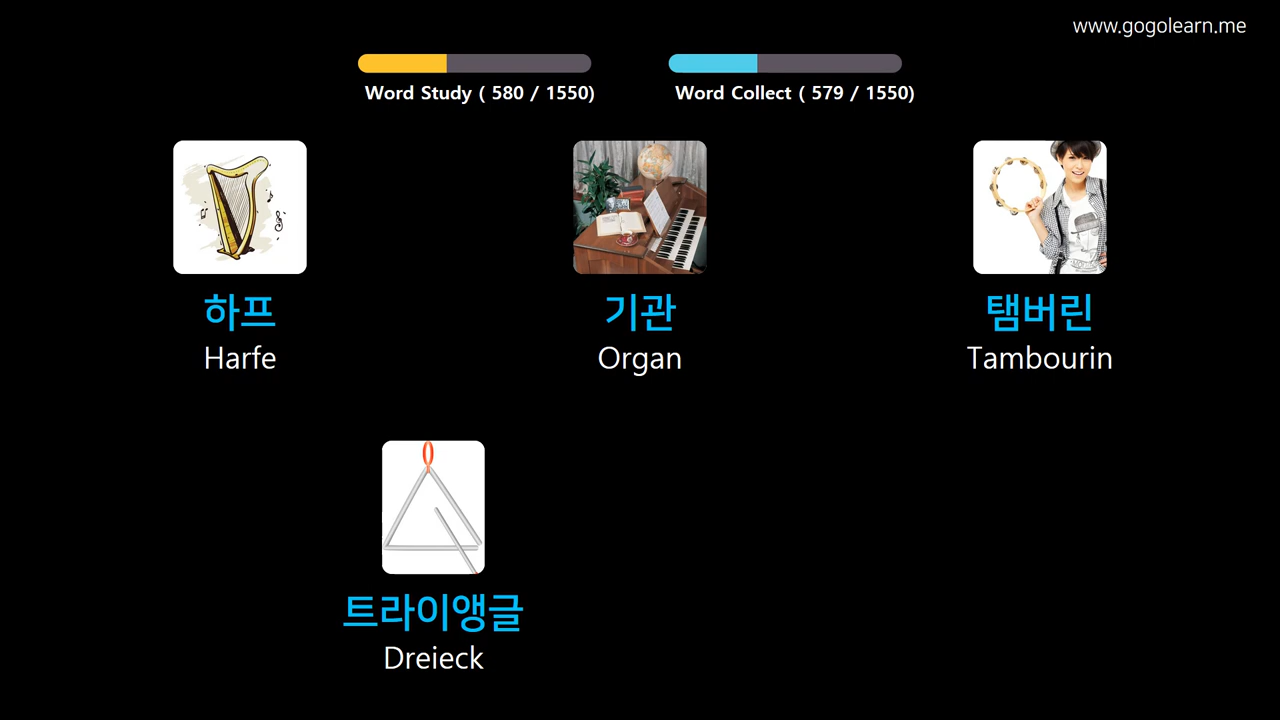 www.gogolearn.me
Word Study ( 580 / 1550)
Word Collect ( 579 / 1550)
하프
Harfe
기관
Organ
탬버린
Tambourin
트라이앵글
Dreieck